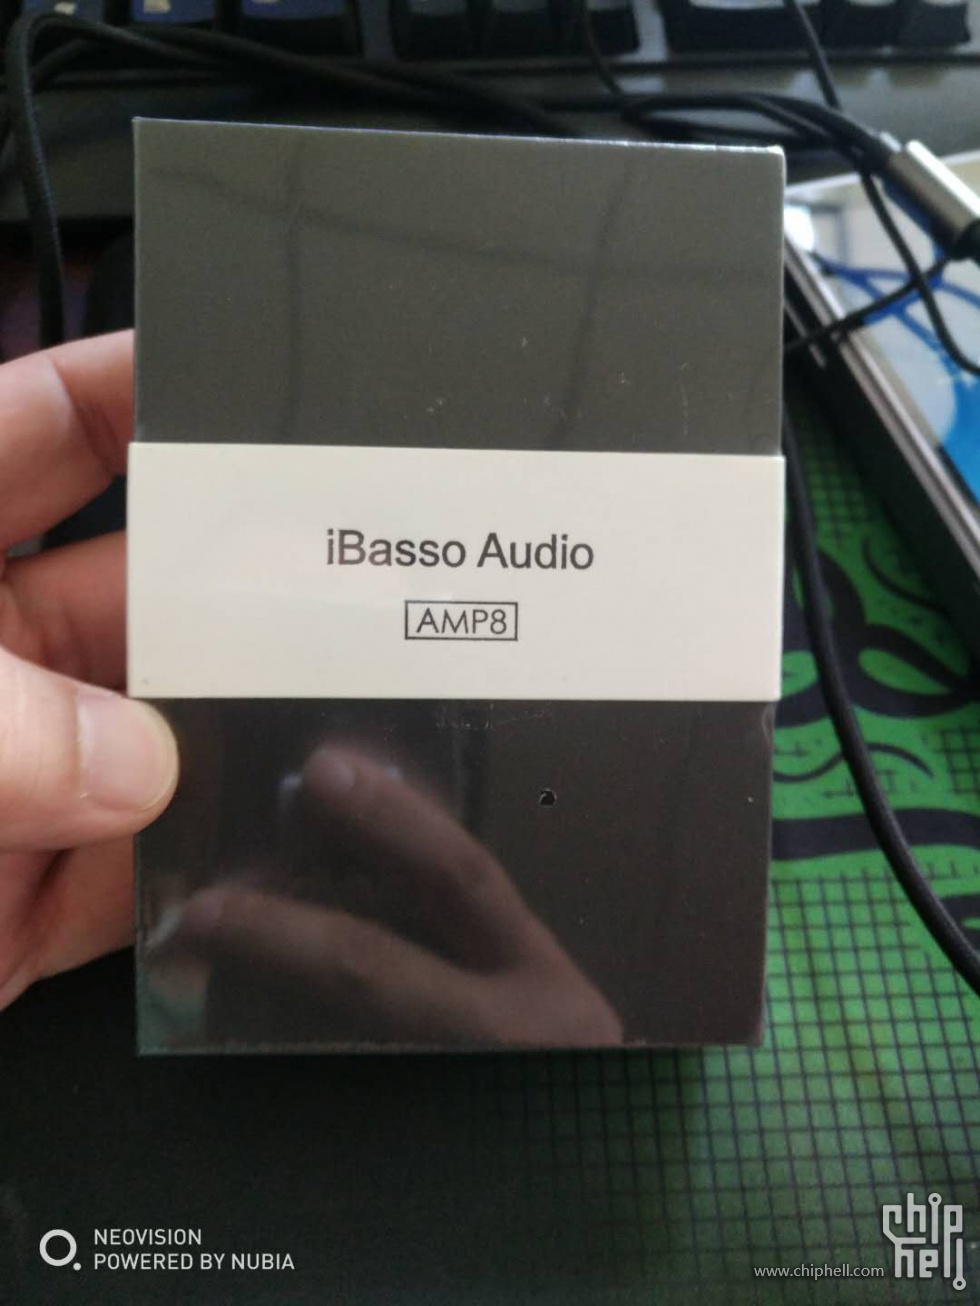 iBasso Audio
AMP8
NEOVISION
POWERED BY NUBIA
chip
hell
www.chiphell.com